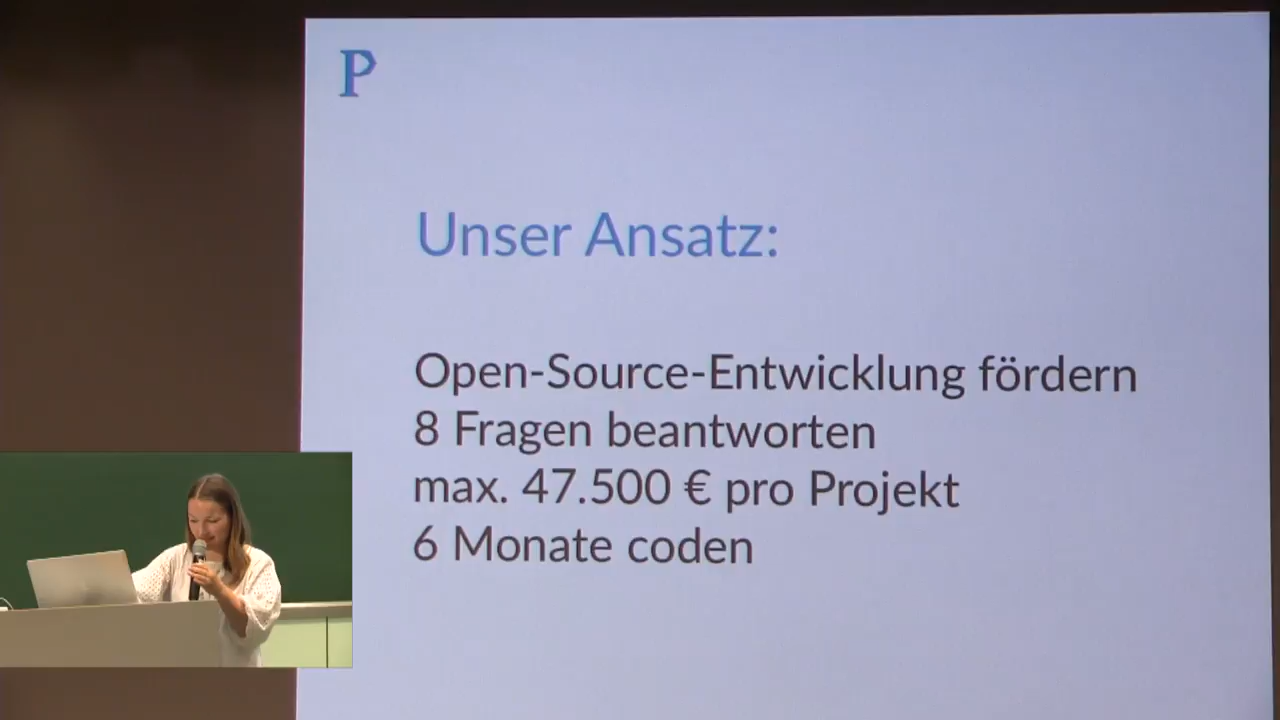 P
Unser Ansatz:
Open-Source-Entwicklung fördern
8 Fragen beantworten
max. 47.500 € pro Projekt
6 Monate coden